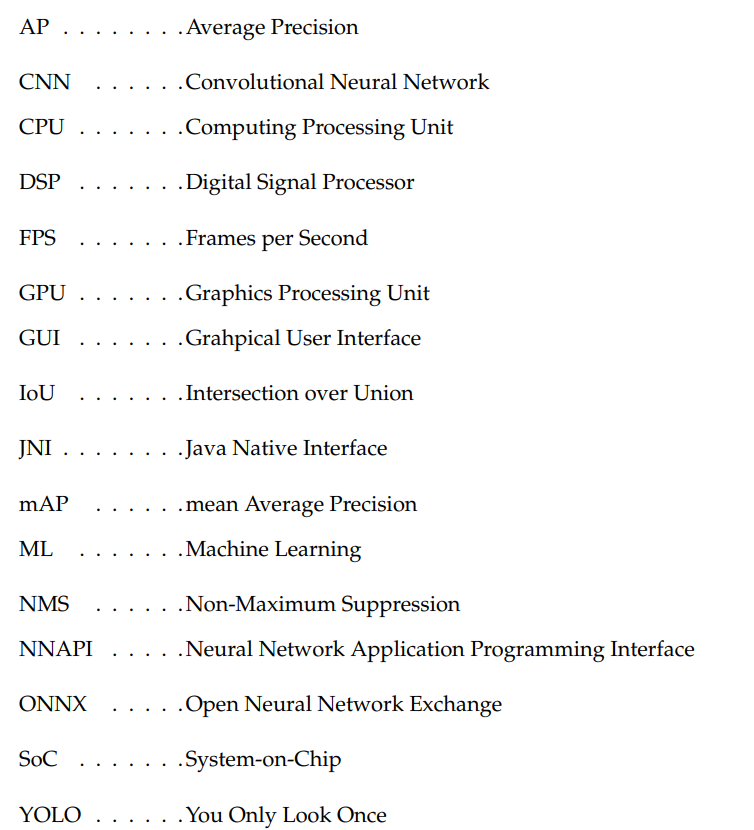 AP . . . . . . . . Average Precision
CNN . . . . . . Convolutional Neural Network
CPU . . . . . . . Computing Processing Unit
DSP . . . . . . . Digital Signal Processor
FPS . . . . . . . Frames per Second
GPU . . . . . . . Graphics Processing Unit
GUI . . . . . . . Grahpical User Interface
IoU . . . . . . . Intersection over Union
JNI . . . . . . . . Java Native Interface
mAP . . . . . . mean Average Precision
ML . . . . . . . Machine Learning
NMS . . . . . . Non-Maximum Suppression
NNAPI . . . . . Neural Network Application Programming Interface
ONNX . . . . . Open Neural Network Exchange
SoC . . . . . . . System-on-Chip
YOLO . . . . . . You Only Look Once